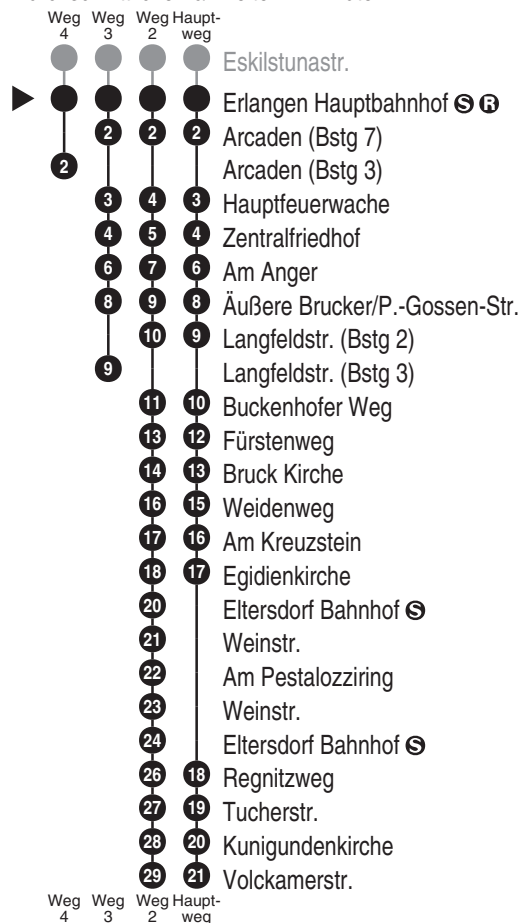 Weg 4 Weg 3 Weg 2 Haupt-weg
Eskilstunastr.
Erlangen Hauptbahnhof S R
2 2 2 Arcaden (Bstg 7)
2 Arcaden (Bstg 3)
3 4 3 Hauptfeuerwache
4 5 4 Zentralfriedhof
6 7 6 Am Anger
8 9 8 Äußere Brucker/P.-Gossen-Str.
10 9 Langfeldstr. (Bstg 2)
9 Langfeldstr. (Bstg 3)
11 10 Buckenhofer Weg
13 12 Fürstenweg
14 13 Bruck Kirche
16 15 Weidenweg
17 16 Am Kreuzstein
18 17 Egidienkirche
20 Eltersdorf Bahnhof S
21 Weinstr.
22 Am Pestalozziring
23 Weinstr.
24 Eltersdorf Bahnhof S
26 18 Regnitzweg
27 19 Tucherstr.
28 20 Kunigundenkirche
29 21 Volckamerstr.
Weg 4 Weg 3 Weg 2 Haupt-weg